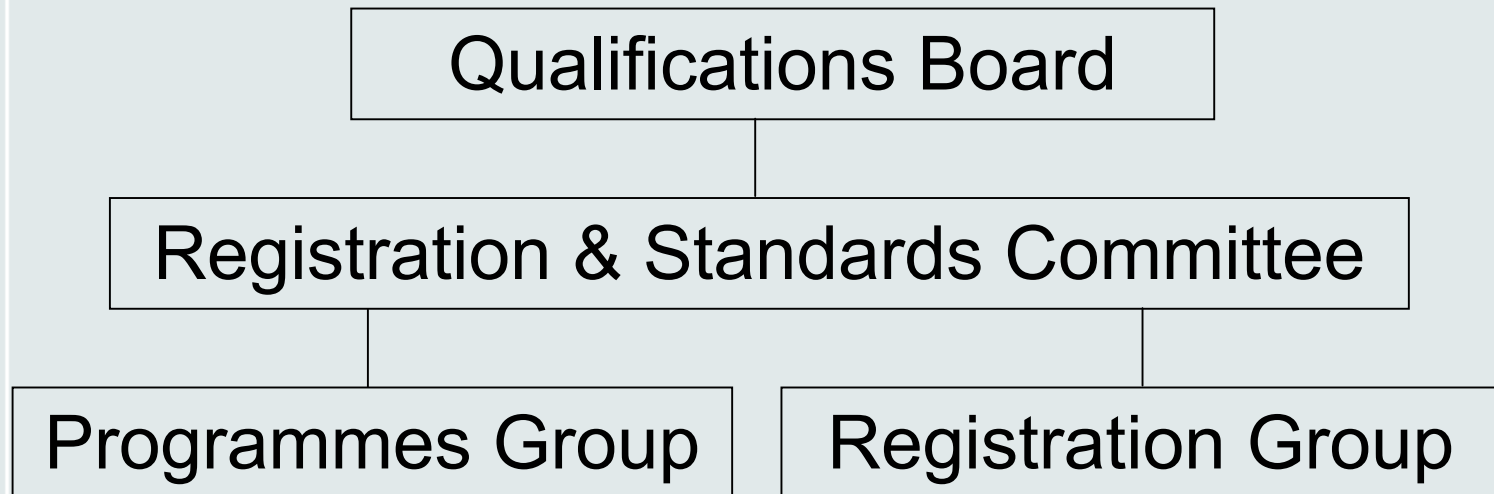 Qualifications Board
Registration & Standards Committee
Programmes Group
Registration Group